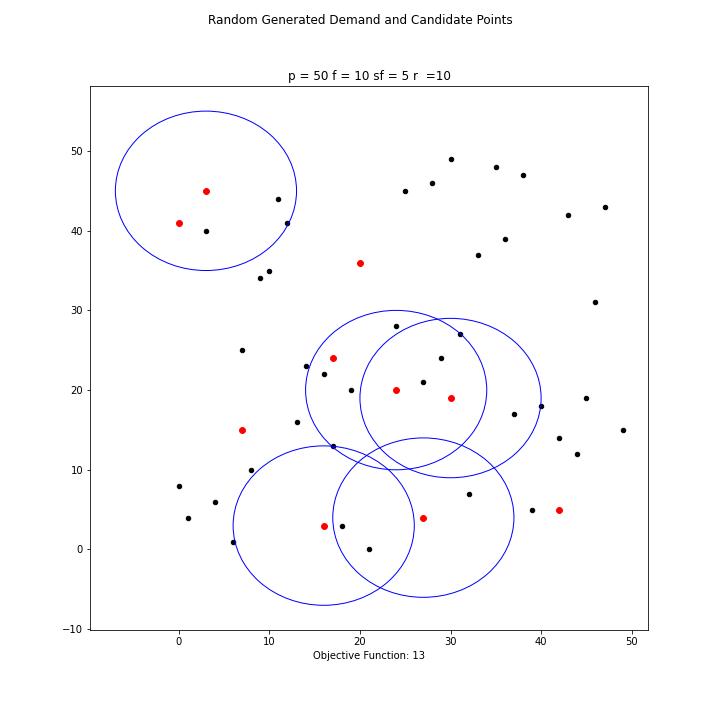 Random Generated Demand and Candidate Points
p = 50 f = 10 sf = 5 r  =10
50
40
30
20
10
0
−10
0 10 20 30 40 50
Objective Function: 13